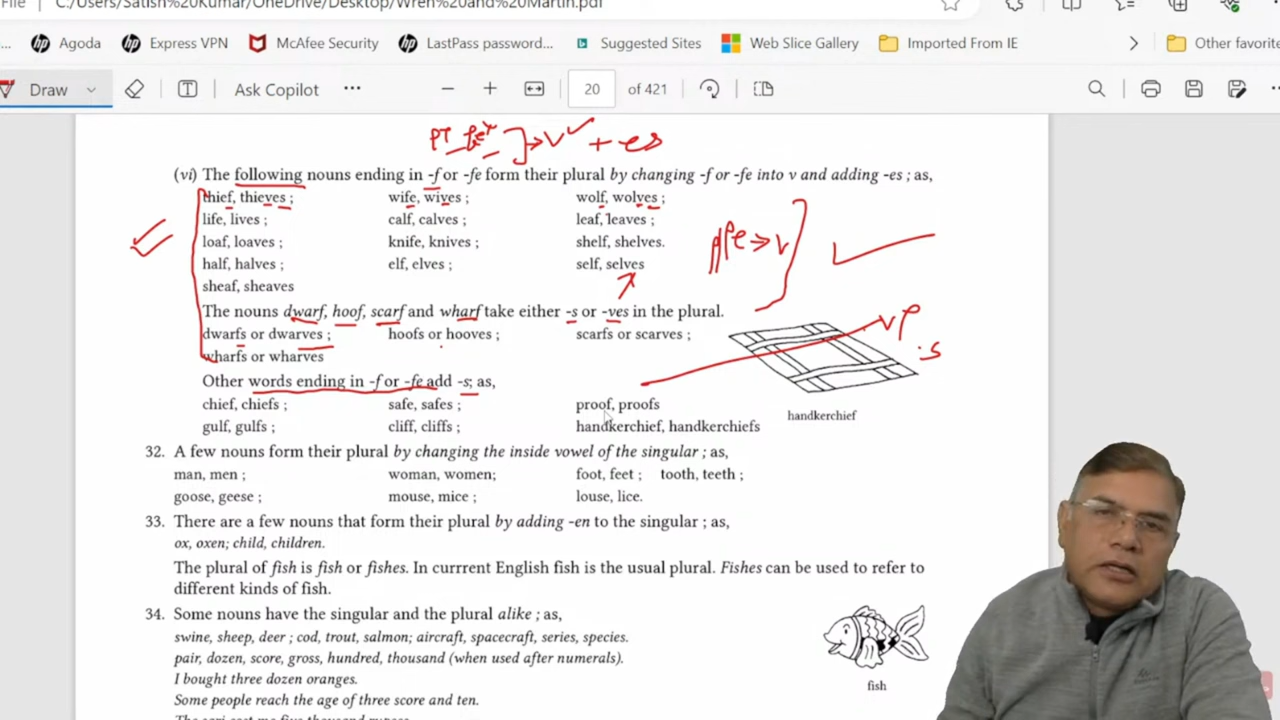 File | C:/Users/Satish%20Kumar/OneDrive/Desktop/Wren%20and%20Martin.pdf
Agoda Express VPN McAfee Security LastPass password... Suggested Sites Web Slice Gallery Imported From IE Other favorite
Draw Ask Copilot 20 of 421
+ es
(vi) The following nouns ending in -f or -fe form their plural by changing -f or -fe into v and adding -es ; as,
thief, thieves ; wife, wives ; wolf, wolves ;
life, lives ; calf, calves ; leaf, leaves ;
loaf, loaves ; knife, knives ; shelf, shelves.
half, halves ; elf, elves ; self, selves
sheaf, sheaves
The nouns dwarf, hoof, scarf and wharf take either -s or -ves in the plural.
dwarfs or dwarves ; hoofs or hooves ; scarfs or scarves ;
wharfs or wharves
Other words ending in -f or -fe add -s; as,
chief, chiefs ; safe, safes ; proof, proofs
gulf, gulfs ; cliff, cliffs ; handkerchief, handkerchiefs
handkerchief
32. A few nouns form their plural by changing the inside vowel of the singular ; as,
man, men ; woman, women; foot, feet ; tooth, teeth ;
goose, geese ; mouse, mice ; louse, lice.
33. There are a few nouns that form their plural by adding -en to the singular ; as,
ox, oxen; child, children.
The plural of fish is fish or fishes. In currrent English fish is the usual plural. Fishes can be used to refer to
different kinds of fish.
34. Some nouns have the singular and the plural alike ; as,
swine, sheep, deer ; cod, trout, salmon; aircraft, spacecraft, series, species.
pair, dozen, score, gross, hundred, thousand (when used after numerals).
I bought three dozen oranges.
fish
Some people reach the age of three score and ten.